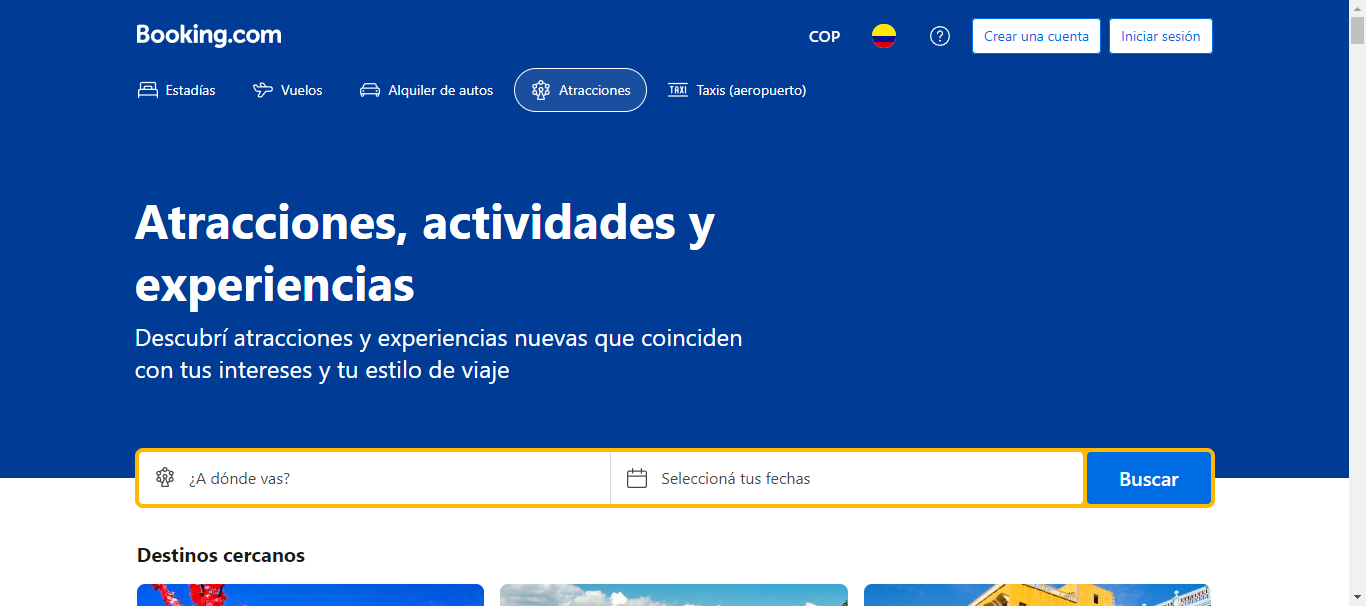 Booking.com
COP
Crear una cuenta
Iniciar sesión
Estadías
Vuelos
Alquiler de autos
Atracciones
TAXI
Taxis (aeropuerto)
Atracciones, actividades y
experiencias
Descubrí atracciones y experiencias nuevas que coinciden
con tus intereses y tu estilo de viaje
¿A dónde vas?
Seleccioná tus fechas
Buscar
Destinos cercanos